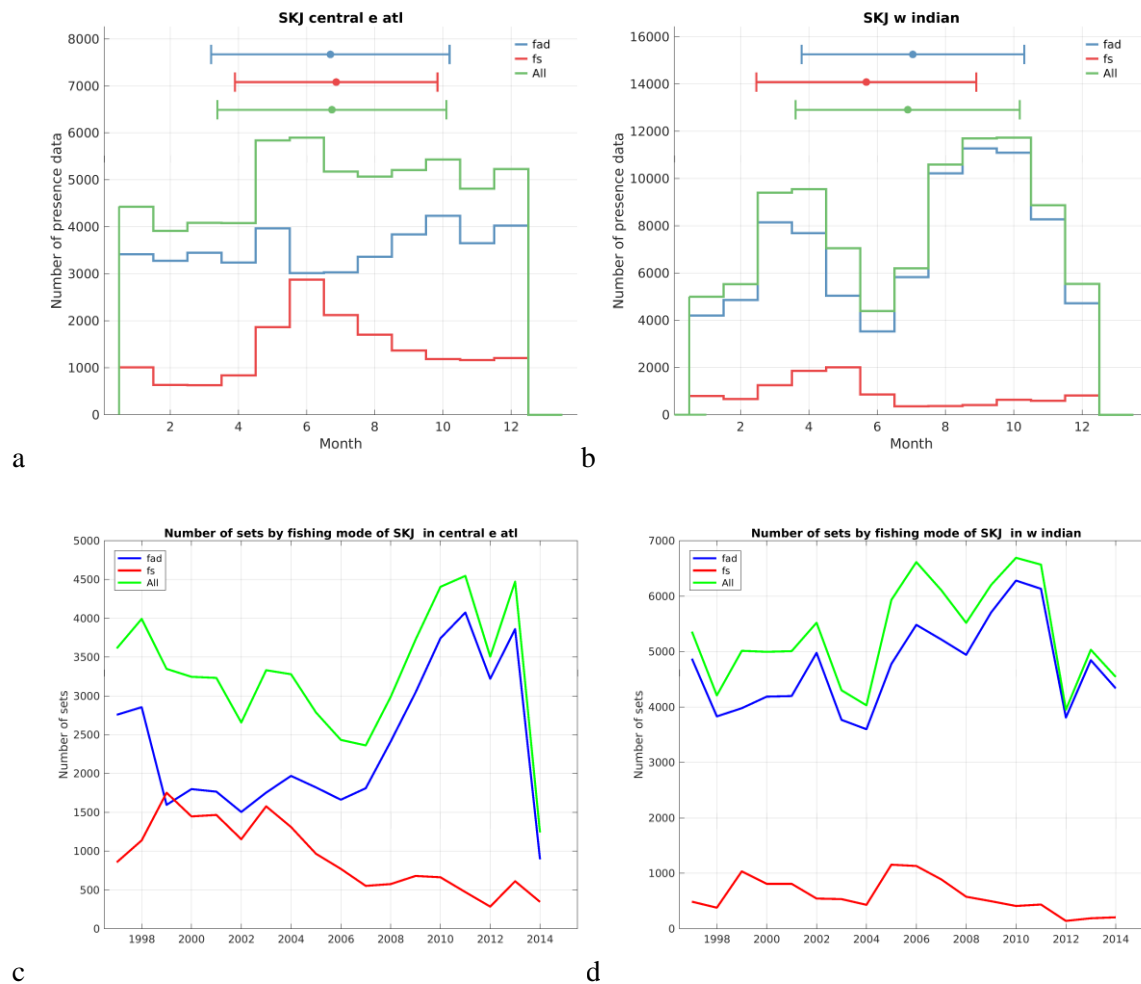 SKJ central e atl
8000
7000
6000
5000
4000
3000
2000
1000
0
Number of presence data
2 4 6 8 10 12
Month
fad
fs
All
a
SKJ w indian
16000
14000
12000
10000
8000
6000
4000
2000
0
Number of presence data
2 4 6 8 10 12
Month
fad
fs
All
b
Number of sets by fishing mode of SKJ in central e atl
5000
4500
4000
3500
3000
2500
2000
1500
1000
500
0
Number of sets
1998 2000 2002 2004 2006 2008 2010 2012 2014
fad
fs
All
c
Number of sets by fishing mode of SKJ in w indian
7000
6000
5000
4000
3000
2000
1000
0
Number of sets
1998 2000 2002 2004 2006 2008 2010 2012 2014
fad
fs
All
d